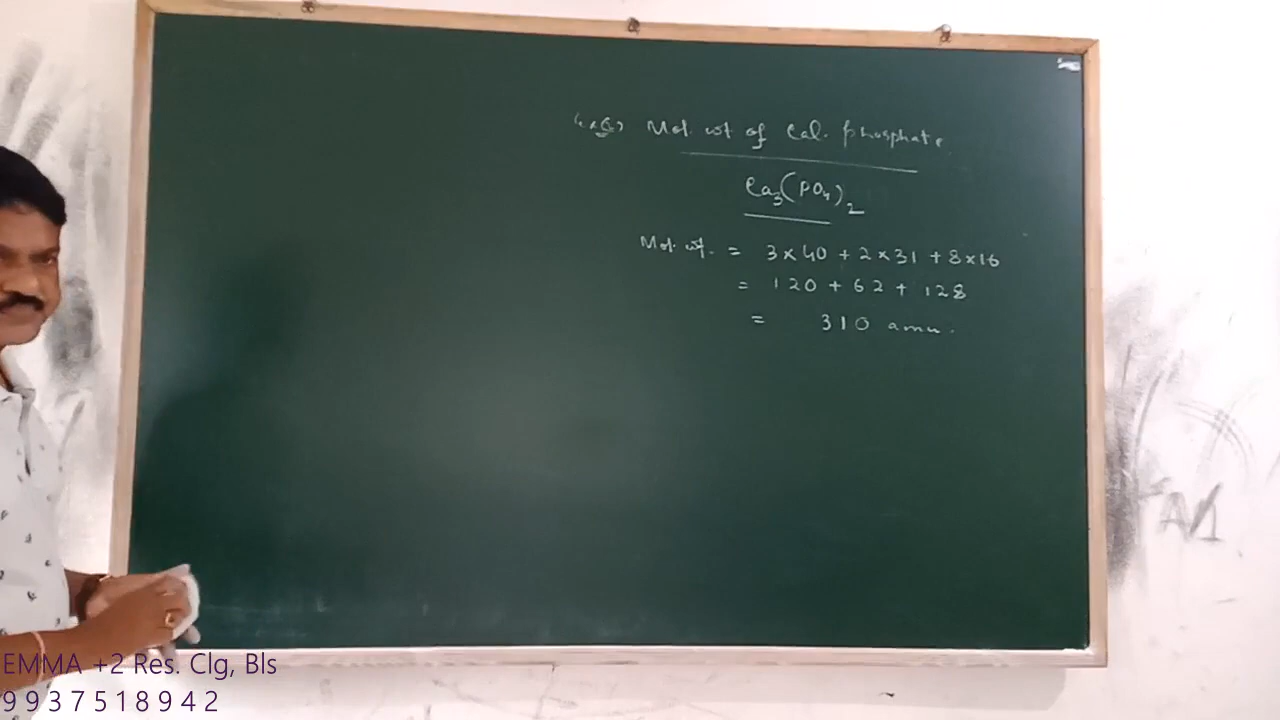 Mol. wt of Cal. phosphate
Ca₃(PO₄)₂
Mol. wt. = 3×40 + 2×31 + 8×16
= 120 + 62 + 128
= 310 amu.
EMMA +2 Res. Clg, Bls
9937518942